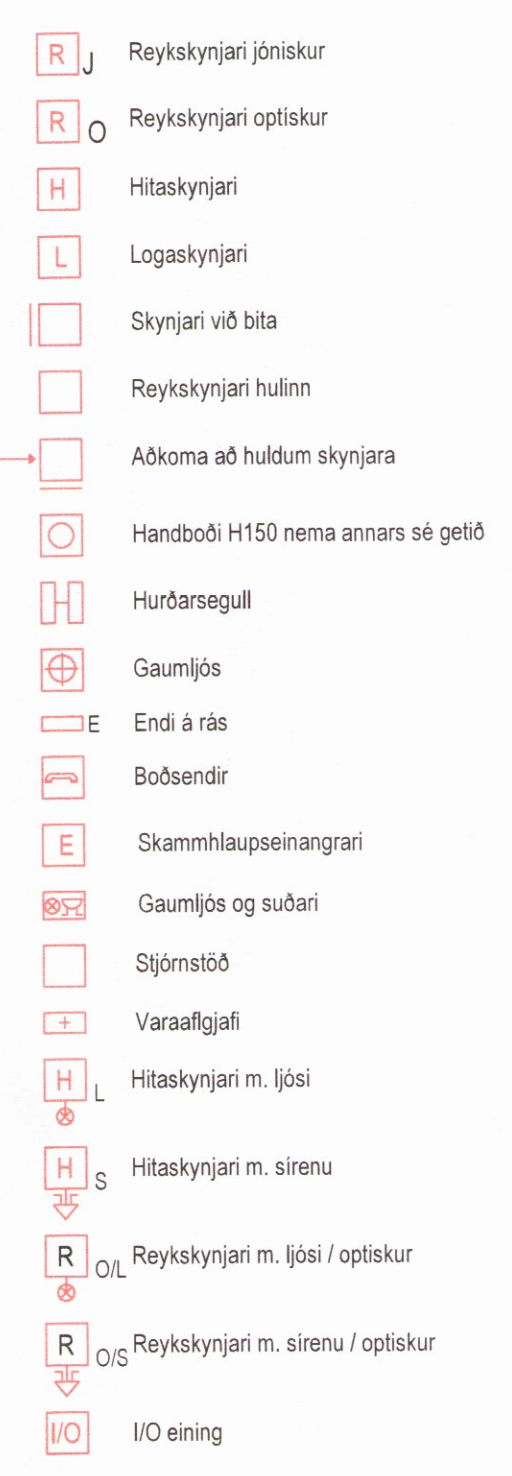 R J Reykskynjari jóniskur
R O Reykskynjari optískur
H Hitaskynjari
L Logaskynjari
Skynjari við bita
Reykskynjari hulinn
Aðkoma að huldum skynjara
Handboði H150 nema annars sé getið
Hurðarsegull
Gaumljós
E Endi á rás
Boðsendir
E Skammhlaupseinangrari
Gaumljós og suðari
Stjórnstöð
+ Varaaflgjafi
H L Hitaskynjari m. ljósi
H S Hitaskynjari m. sírenu
R O/L Reykskynjari m. ljósi / optiskur
R O/S Reykskynjari m. sírenu / optiskur
I/O I/O eining